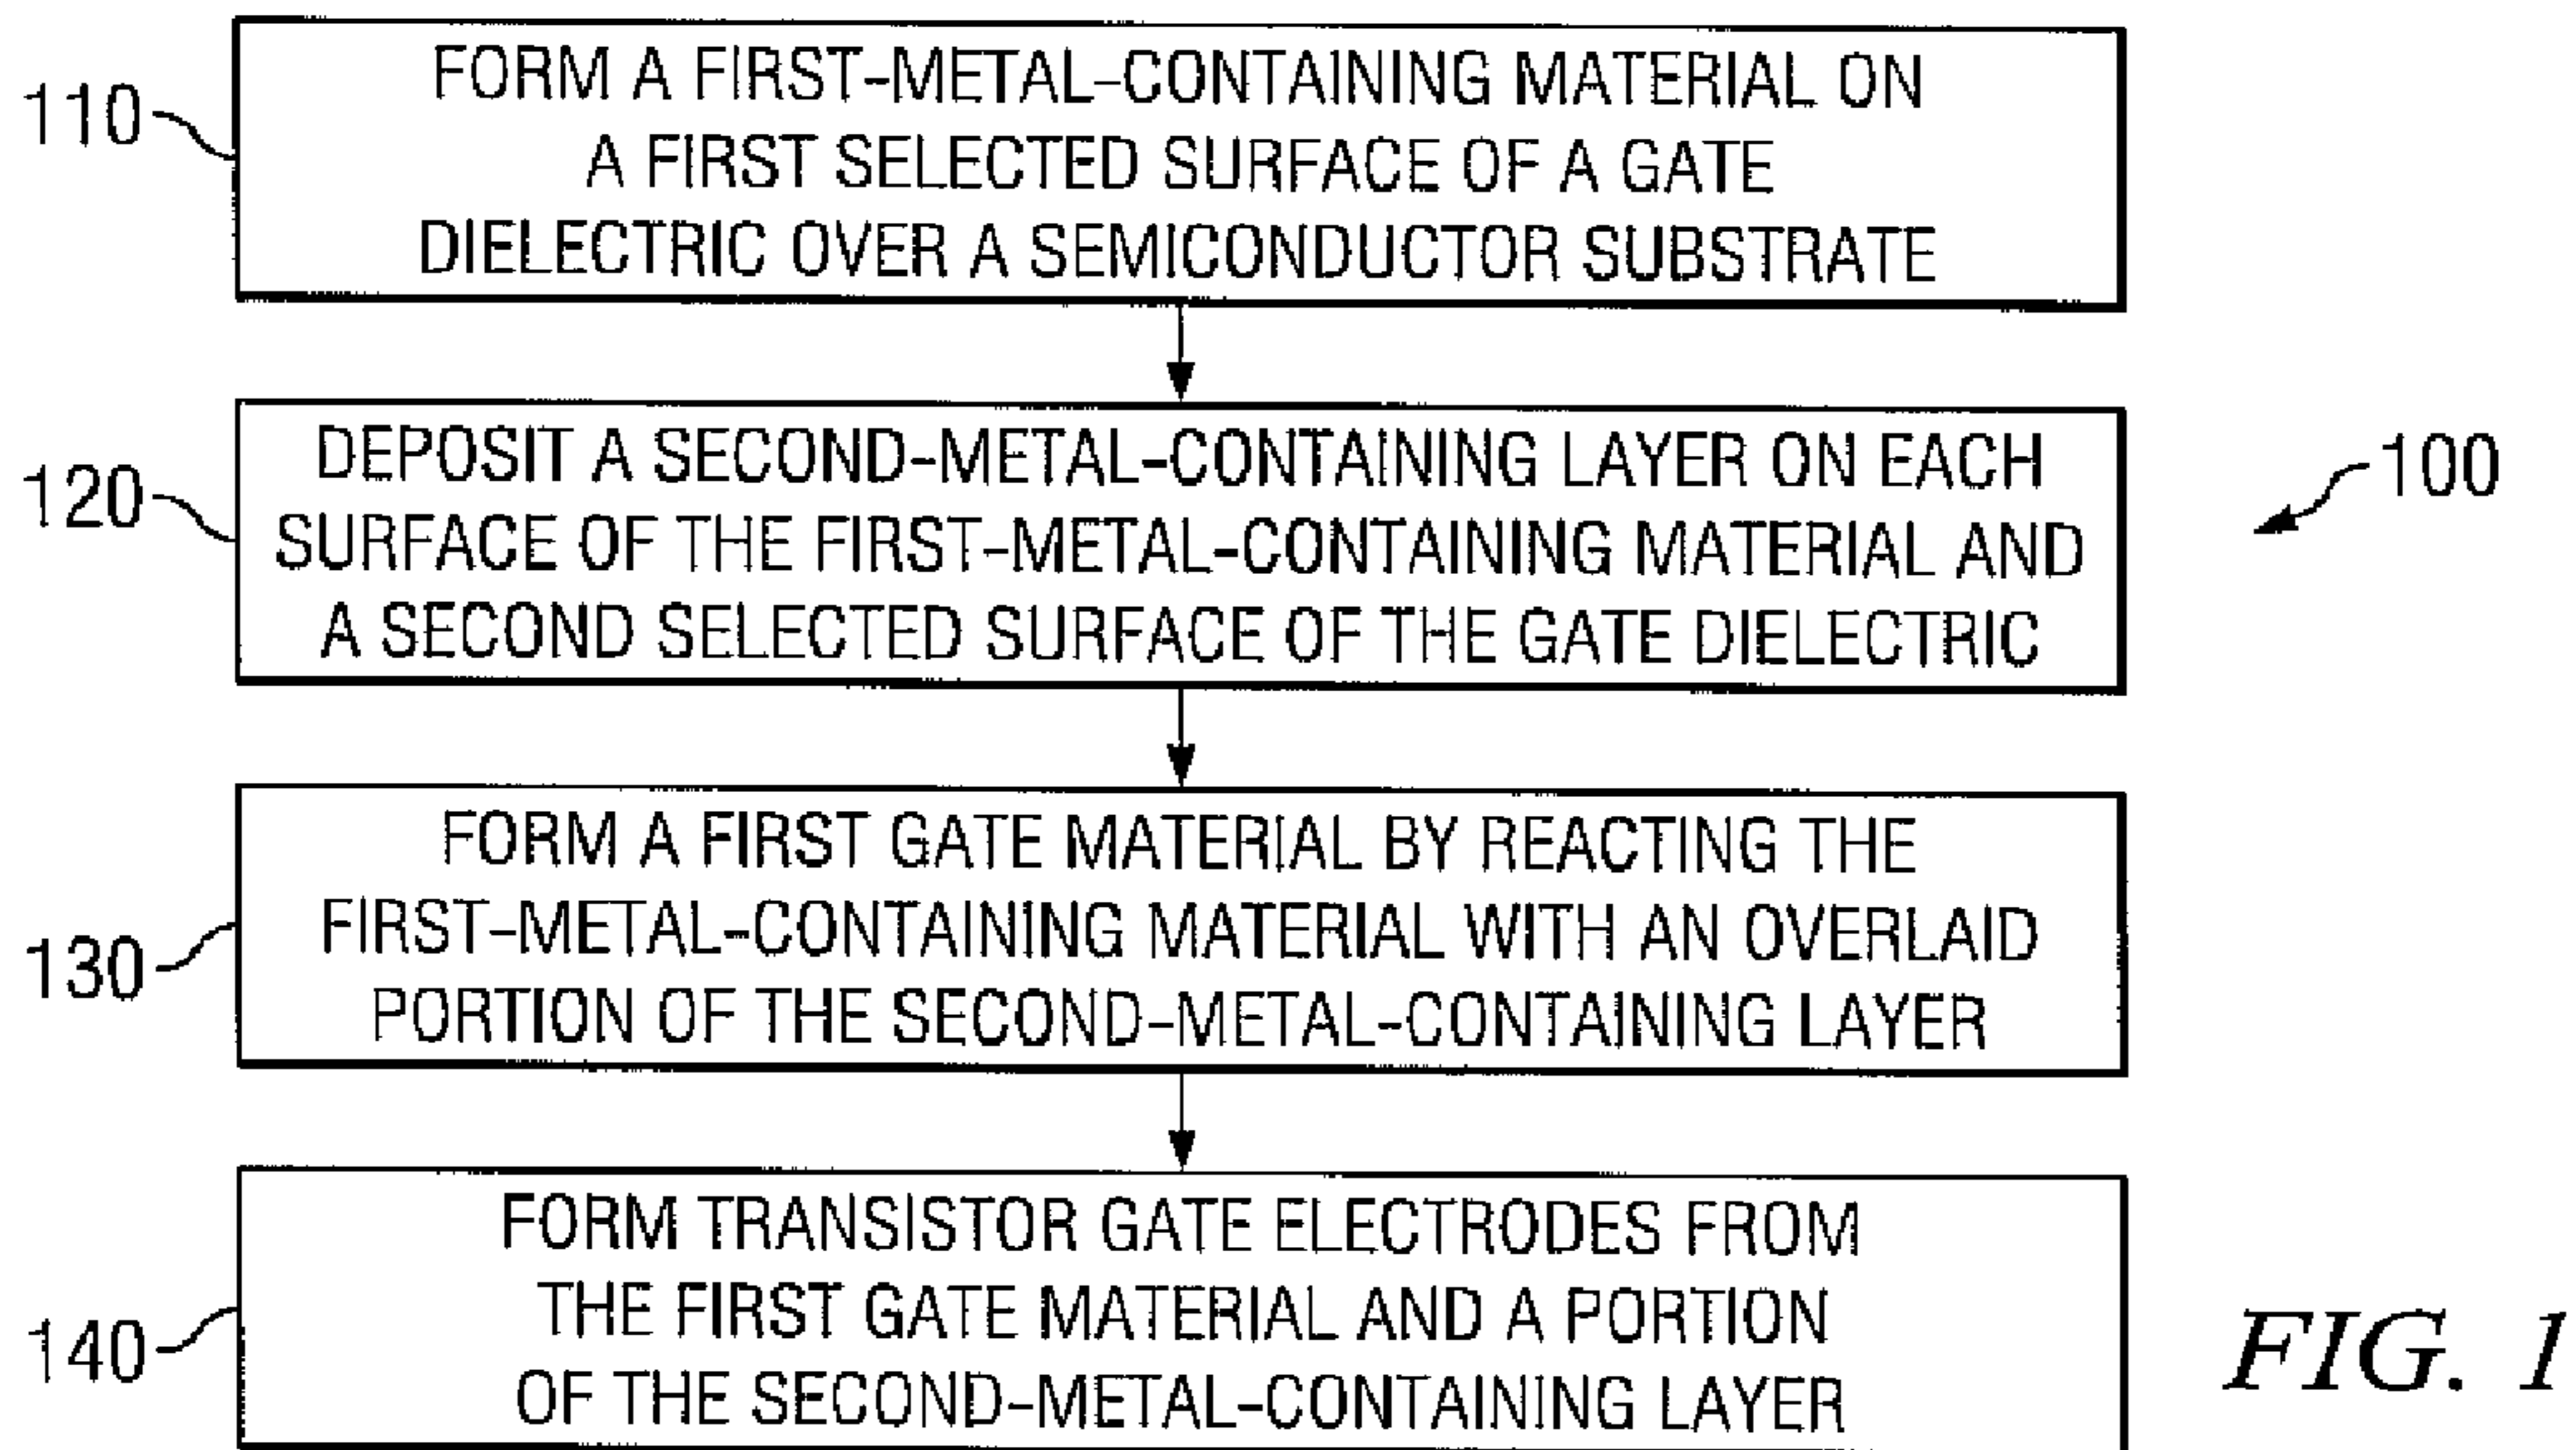 110
FORM A FIRST-METAL-CONTAINING MATERIAL ON
A FIRST SELECTED SURFACE OF A GATE
DIELECTRIC OVER A SEMICONDUCTOR SUBSTRATE
120
DEPOSIT A SECOND-METAL-CONTAINING LAYER ON EACH
SURFACE OF THE FIRST-METAL-CONTAINING MATERIAL AND
A SECOND SELECTED SURFACE OF THE GATE DIELECTRIC
100
130
FORM A FIRST GATE MATERIAL BY REACTING THE
FIRST-METAL-CONTAINING MATERIAL WITH AN OVERLAID
PORTION OF THE SECOND-METAL-CONTAINING LAYER
140
FORM TRANSISTOR GATE ELECTRODES FROM
THE FIRST GATE MATERIAL AND A PORTION
OF THE SECOND-METAL-CONTAINING LAYER
FIG. 1